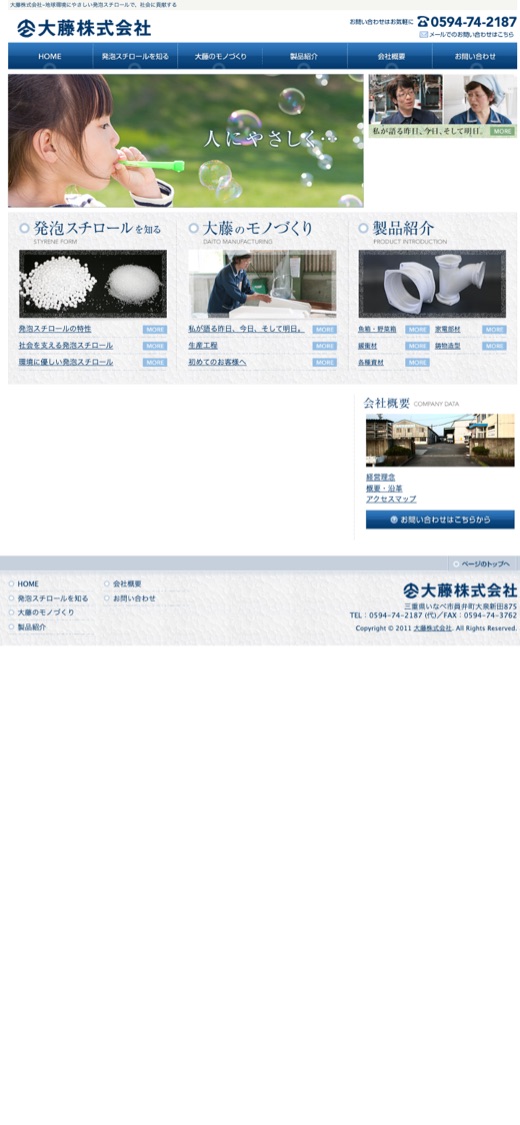 大藤株式会社-地球環境にやさしい発泡スチロールで、社会に貢献する
大藤株式会社
お問い合わせはお気軽に 0594-74-2187
メールでのお問い合わせはこちら
HOME 発泡スチロールを知る 大藤のモノづくり 製品紹介 会社概要 お問い合わせ
人にやさしく…
私が語る昨日、今日、そして明日。 MORE
発泡スチロールを知る
STYRENE FORM
発泡スチロールの特性 MORE
社会を支える発泡スチロール MORE
環境に優しい発泡スチロール MORE
大藤のモノづくり
DAITO MANUFACTURING
私が語る昨日、今日、そして明日。 MORE
生産工程 MORE
初めてのお客様へ MORE
製品紹介
PRODUCT INTRODUCTION
魚箱・野菜箱 MORE 家電部材 MORE
緩衝材 MORE 鋳物造型 MORE
各種資材 MORE
会社概要 COMPANY DATA
経営理念
概要・沿革
アクセスマップ
お問い合わせはこちらから
ページのトップへ
HOME
発泡スチロールを知る
大藤のモノづくり
製品紹介
会社概要
お問い合わせ
大藤株式会社
三重県いなべ市員弁町大泉新田875
TEL：0594-74-2187 (代)／FAX：0594-74-3762
Copyright © 2011 大藤株式会社. All Rights Reserved.